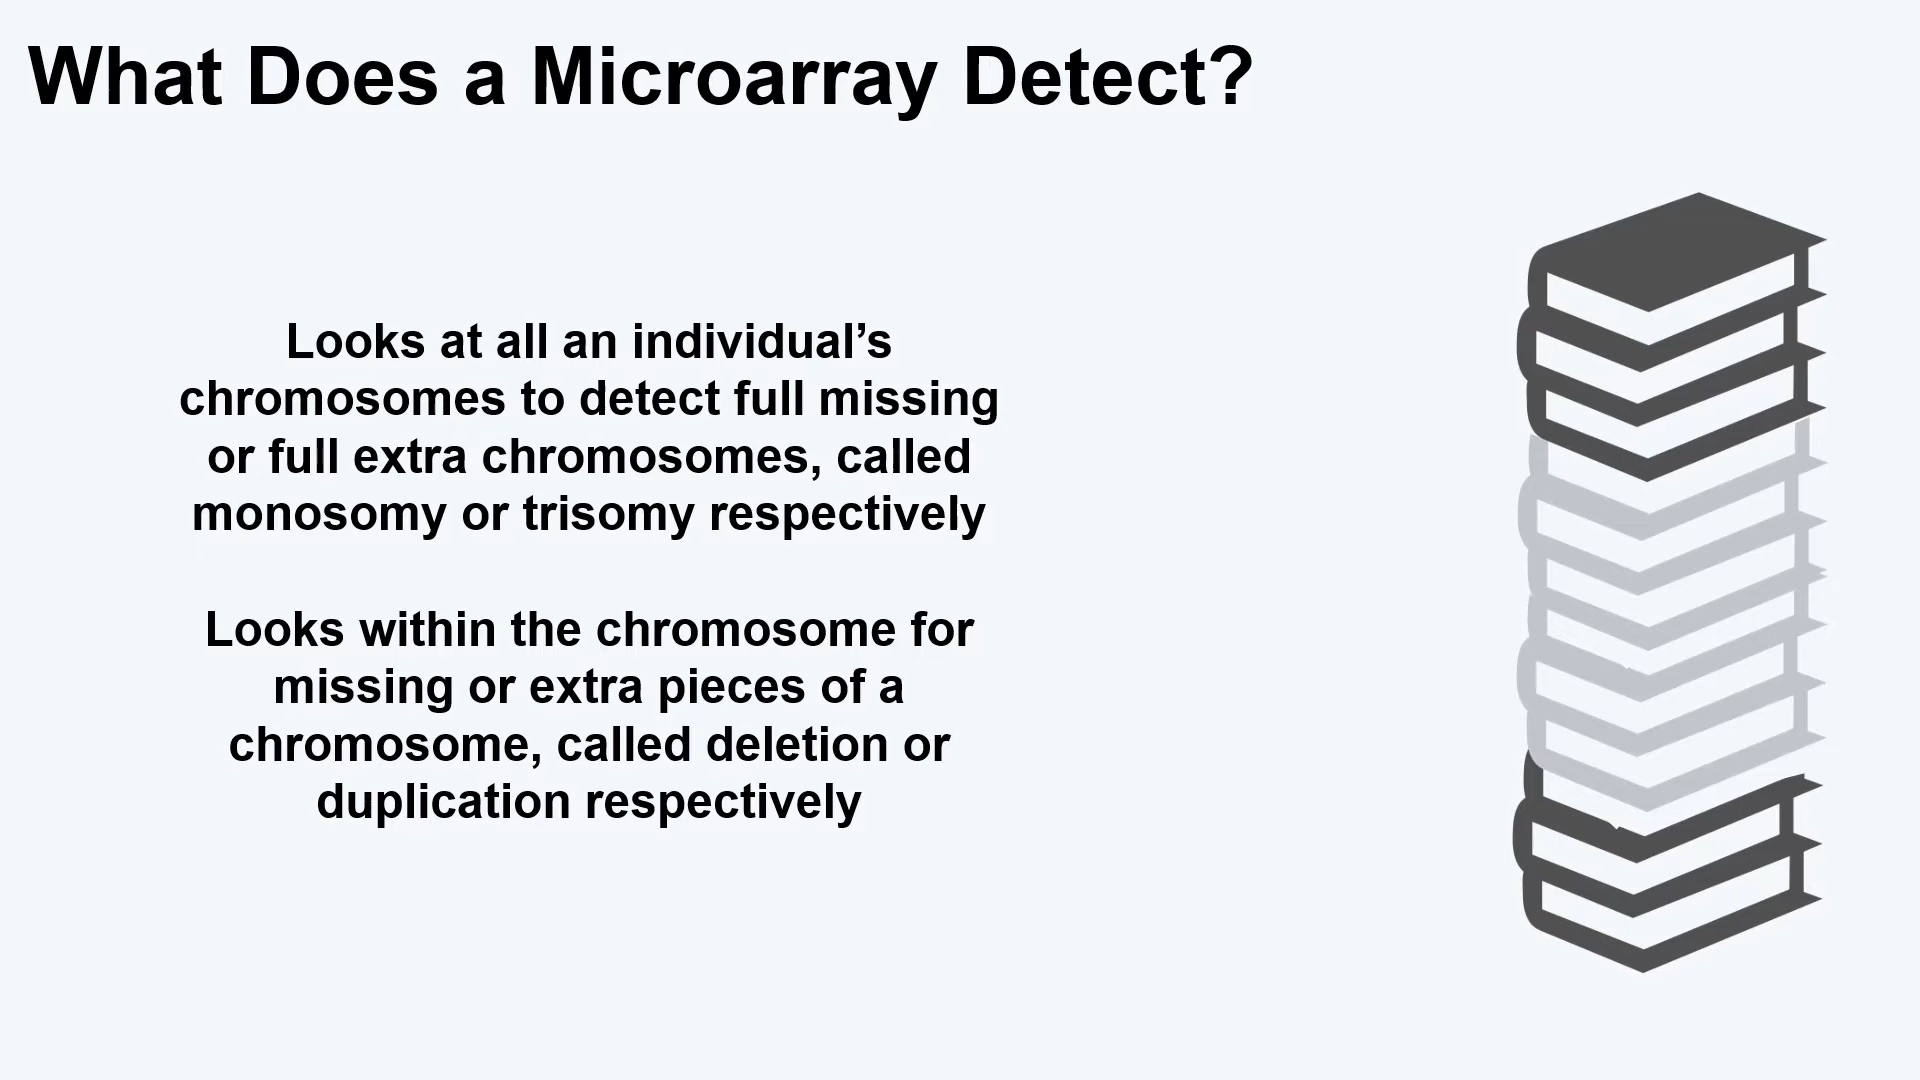 What Does a Microarray Detect?
Looks at all an individual’s
chromosomes to detect full missing
or full extra chromosomes, called
monosomy or trisomy respectively
Looks within the chromosome for
missing or extra pieces of a
chromosome, called deletion or
duplication respectively